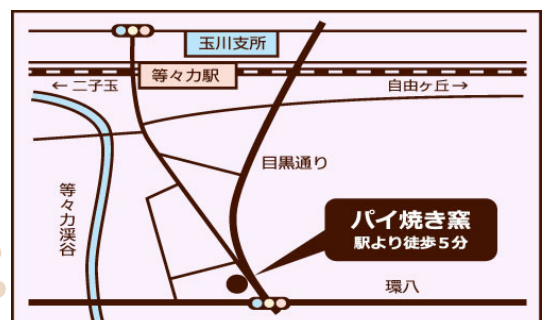 玉川支所
等々力駅
←二子玉
自由ヶ丘→
目黒通り
等々力渓谷
パイ焼き窯
駅より徒歩5分
環八